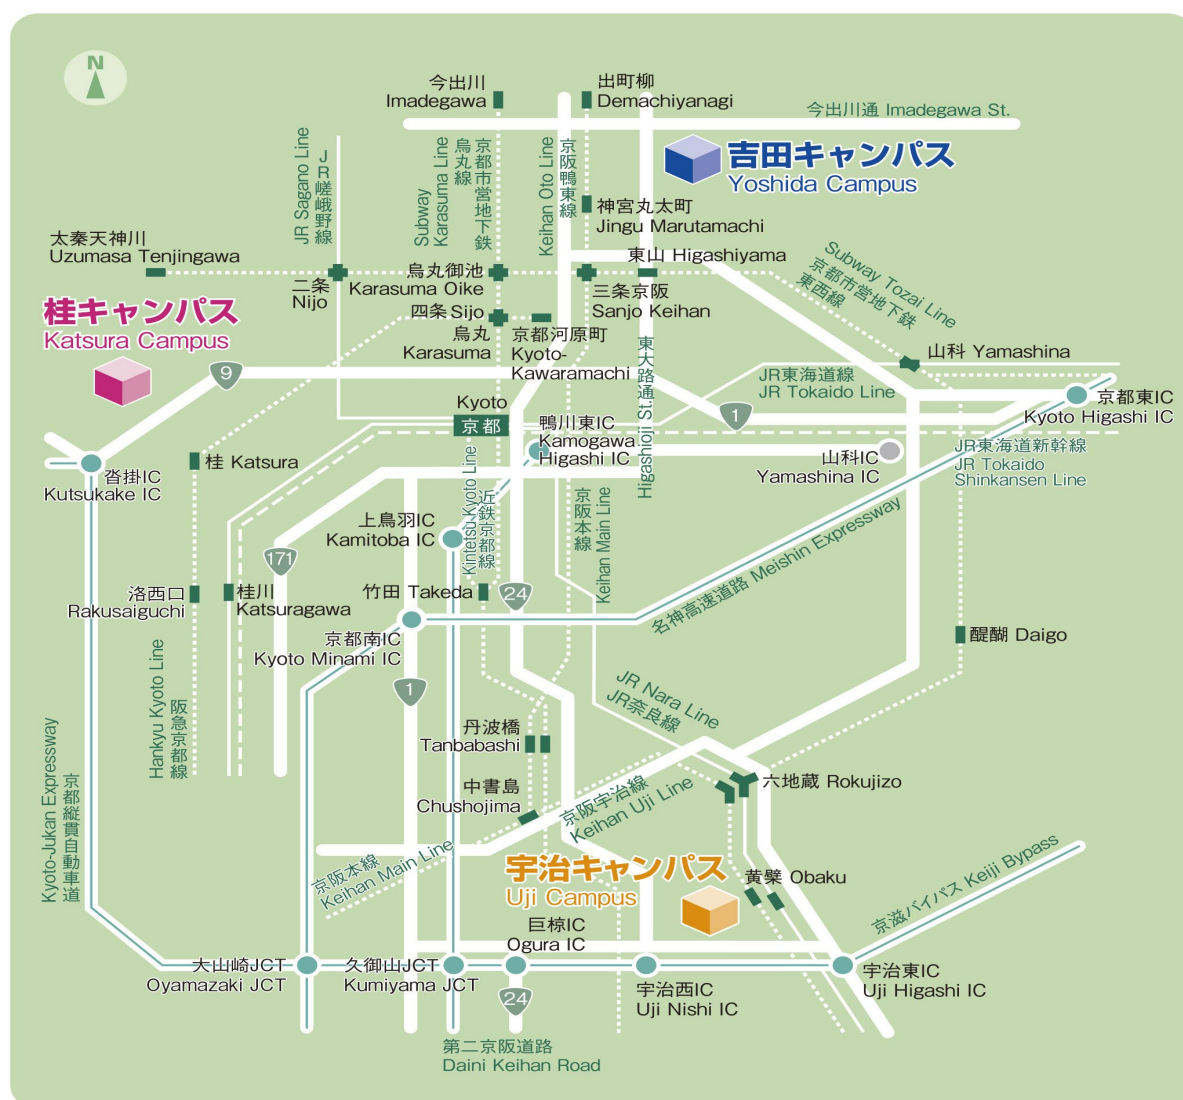 N
今出川
Imadegawa
出町柳
Demachiyanagi
今出川通 Imadegawa St.
吉田キャンパス
Yoshida Campus
JR Sagano Line
JR嵯峨野線
Subway
Karasuma Line
京都市営地下鉄
烏丸線
Keihan Oto Line
京阪鴨東線
神宮丸太町
Jingu Marutamachi
太秦天神川
Uzumasa Tenjingawa
二条
Nijo
烏丸御池
Karasuma Oike
東山 Higashiyama
三条京阪
Sanjo Keihan
Subway Tozai Line
京都市営地下鉄
東西線
桂キャンパス
Katsura Campus
四条 Sijo
烏丸
Karasuma
京都河原町
Kyoto-
Kawaramachi
東大路通
Higashioji St.
山科 Yamashina
JR東海道線
JR Tokaido Line
9
1
Kyoto
京都
鴨川東IC
Kamogawa
Higashi IC
京都東IC
Kyoto Higashi IC
山科IC
Yamashina IC
JR東海道新幹線
JR Tokaido
Shinkansen Line
沓掛IC
Kutsukake IC
桂 Katsura
上鳥羽IC
Kamitoba IC
Kintetsu Kyoto Line
近鉄京都線
京阪本線
Keihan Main Line
名神高速道路 Meishin Expressway
171
洛西口
Rakusaiguchi
桂川
Katsuragawa
竹田 Takeda
24
京都南IC
Kyoto Minami IC
醍醐 Daigo
1
Hankyu Kyoto Line
阪急京都線
JR Nara Line
JR奈良線
丹波橋
Tanbabashi
中書島
Chushojima
京阪宇治線
Keihan Uji Line
六地蔵 Rokujizo
Kyoto-Jukan Expressway
京都縦貫自動車道
京阪本線
Keihan Main Line
宇治キャンパス
Uji Campus
黄檗 Obaku
京滋バイパス Keiji Bypass
巨椋IC
Ogura IC
大山崎JCT
Oyamazaki JCT
久御山JCT
Kumiyama JCT
24
宇治西IC
Uji Nishi IC
宇治東IC
Uji Higashi IC
第二京阪道路
Daini Keihan Road